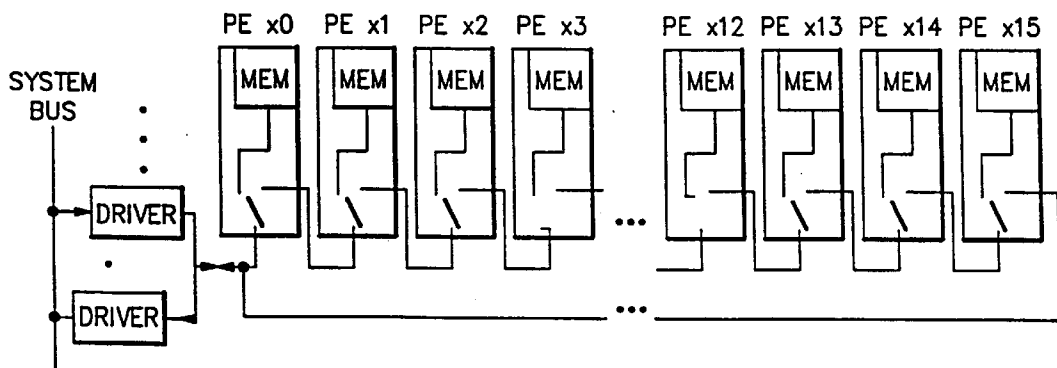 PE x0 PE x1 PE x2 PE x3 PE x12 PE x13 PE x14 PE x15
MEM MEM MEM MEM MEM MEM MEM MEM
SYSTEM
BUS
DRIVER
DRIVER